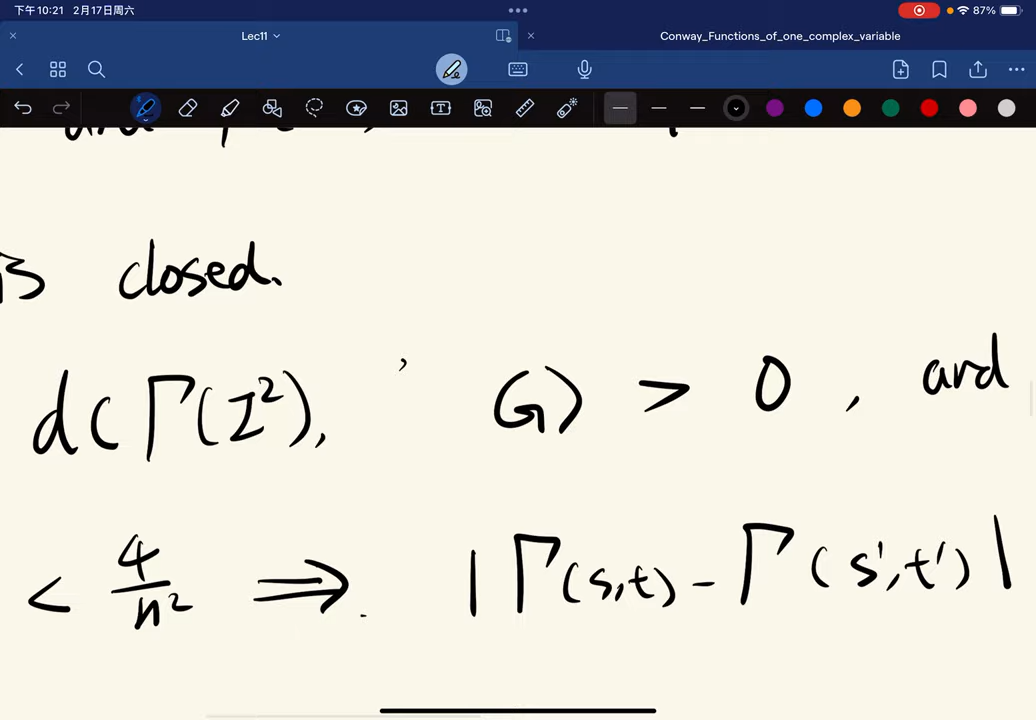 下午10:21 2月17日周六
87%
Lec11
Conway_Functions_of_one_complex_variable
closed.
d(Γ(I²), G) > 0, and
< 4/n² ⇒ |Γ(s,t) - Γ(s',t')|